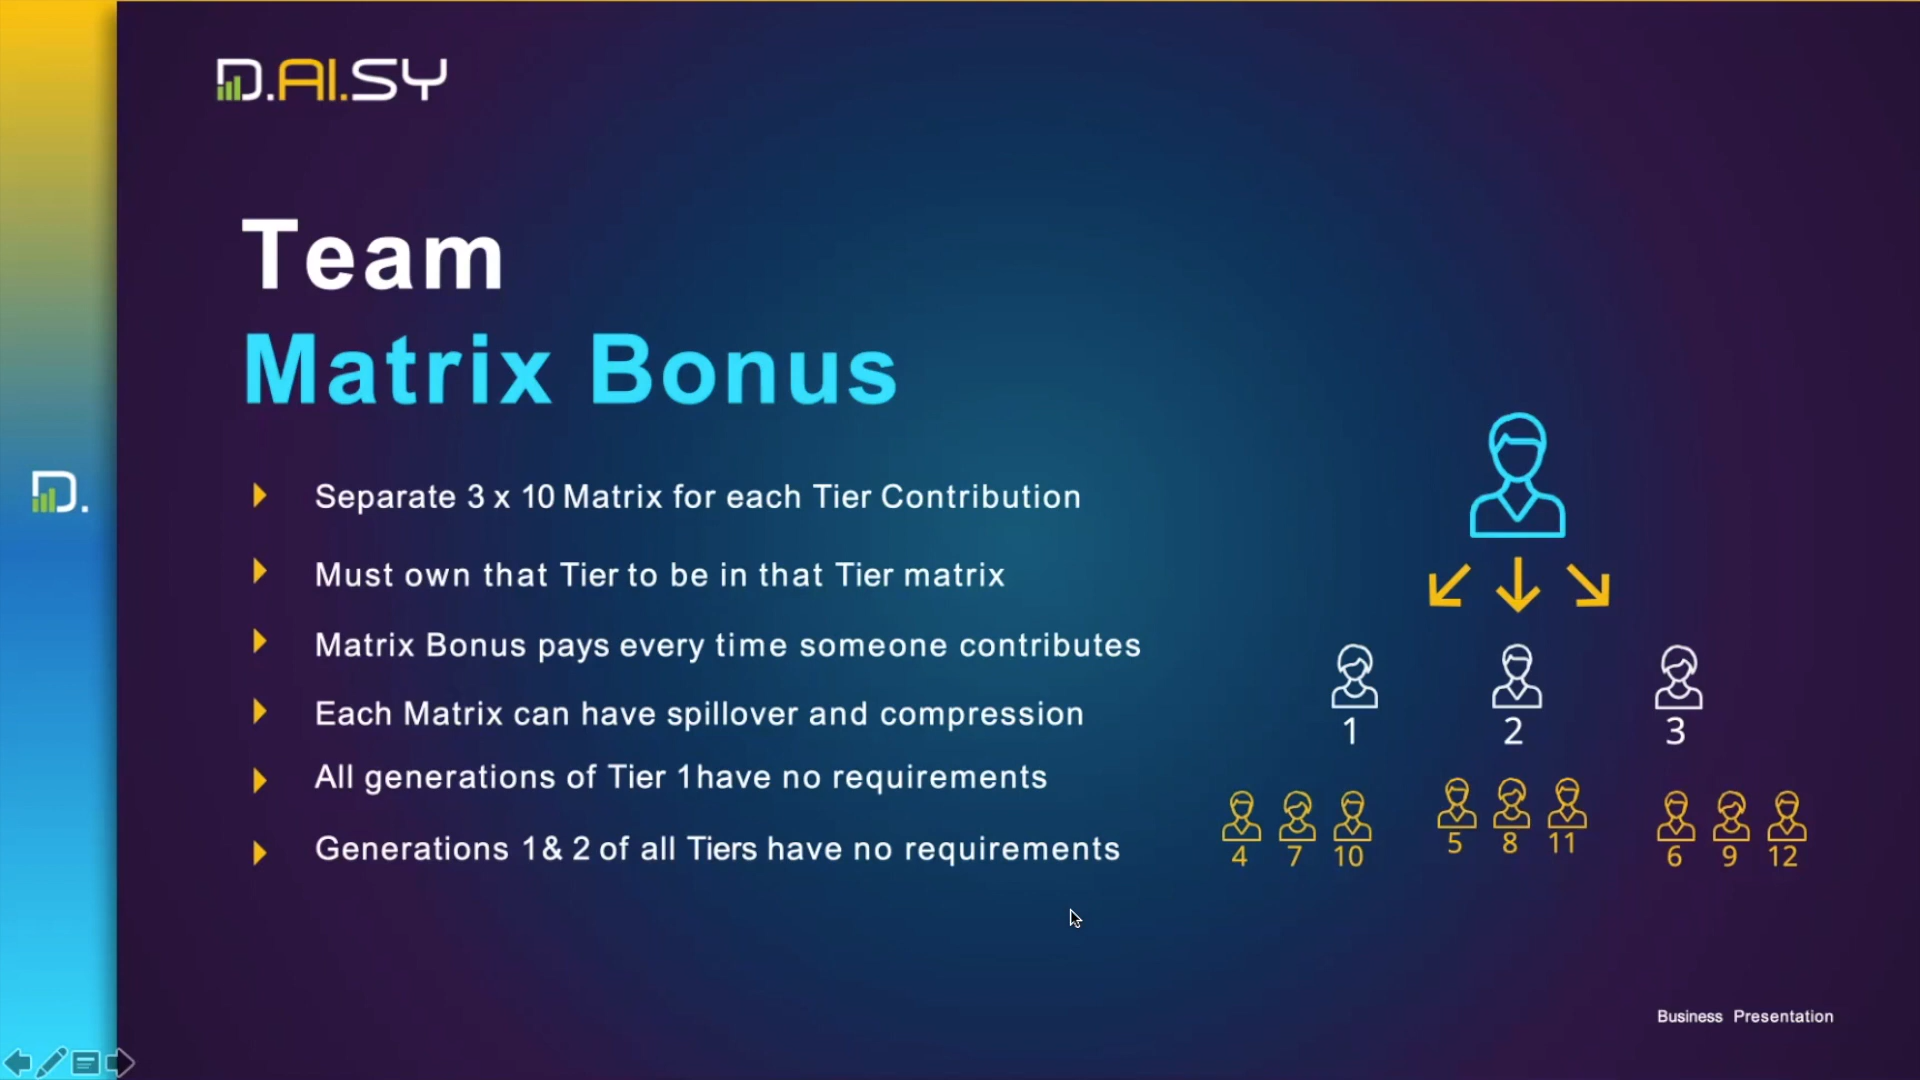 D.AI.SY
Team
Matrix Bonus
D.
Separate 3 x 10 Matrix for each Tier Contribution
Must own that Tier to be in that Tier matrix
Matrix Bonus pays every time someone contributes
Each Matrix can have spillover and compression
All generations of Tier 1 have no requirements
Generations 1 & 2 of all Tiers have no requirements
1 2 3
4 7 10 5 8 11 6 9 12
Business Presentation